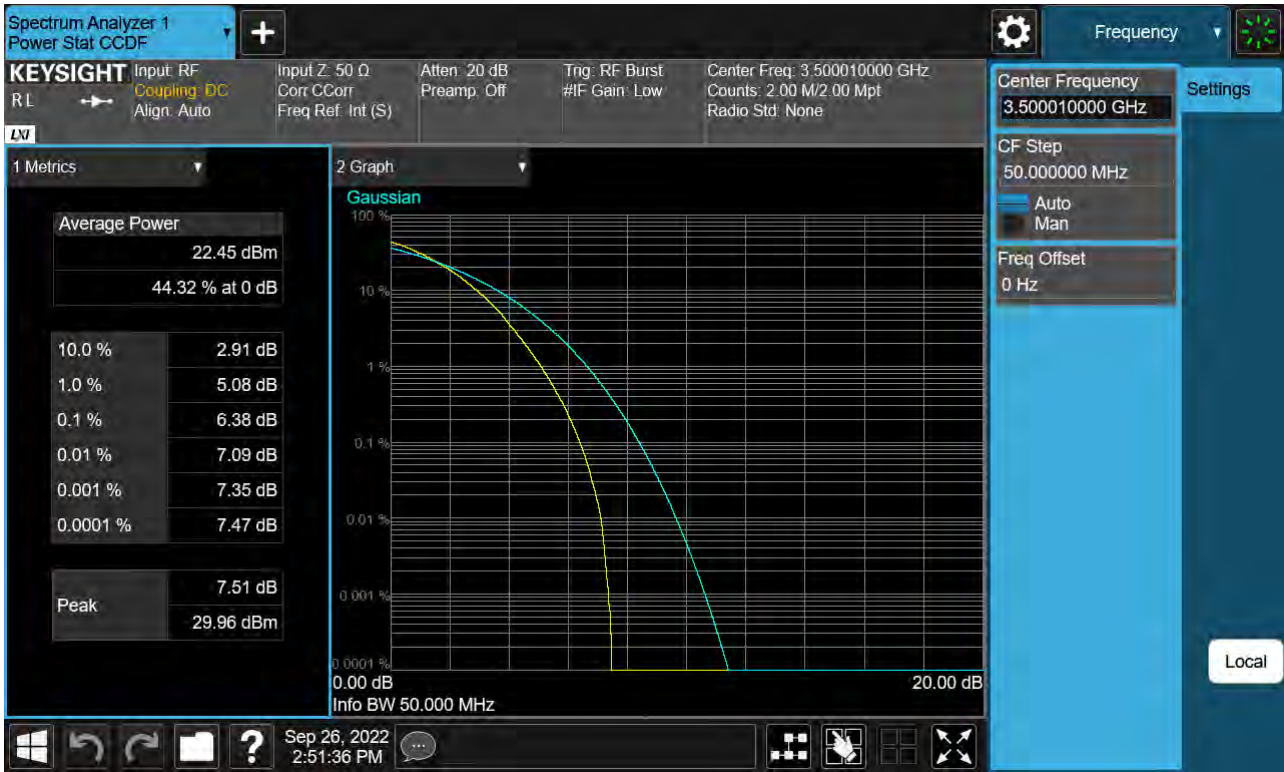 Spectrum Analyzer 1
Power Stat CCDF
+
Frequency
KEYSIGHT
RL
LXI
Input: RF
Coupling: DC
Align: Auto
Input Z: 50 Ω
Corr CCorr
Freq Ref: Int (S)
Atten: 20 dB
Preamp: Off
Trig: RF Burst
#IF Gain: Low
Center Freq: 3.500010000 GHz
Counts: 2.00 M/2.00 Mpt
Radio Std: None
Center Frequency
3.500010000 GHz
CF Step
50.000000 MHz
Auto
Man
Freq Offset
0 Hz
Settings
Local
1 Metrics
Average Power
22.45 dBm
44.32 % at 0 dB
10.0 % 2.91 dB
1.0 % 5.08 dB
0.1 % 6.38 dB
0.01 % 7.09 dB
0.001 % 7.35 dB
0.0001 % 7.47 dB
Peak
7.51 dB
29.96 dBm
2 Graph
Gaussian
100 %
10 %
1 %
0.1 %
0.01 %
0.001 %
0.0001 %
0.00 dB 20.00 dB
Info BW 50.000 MHz
?
Sep 26, 2022
2:51:36 PM